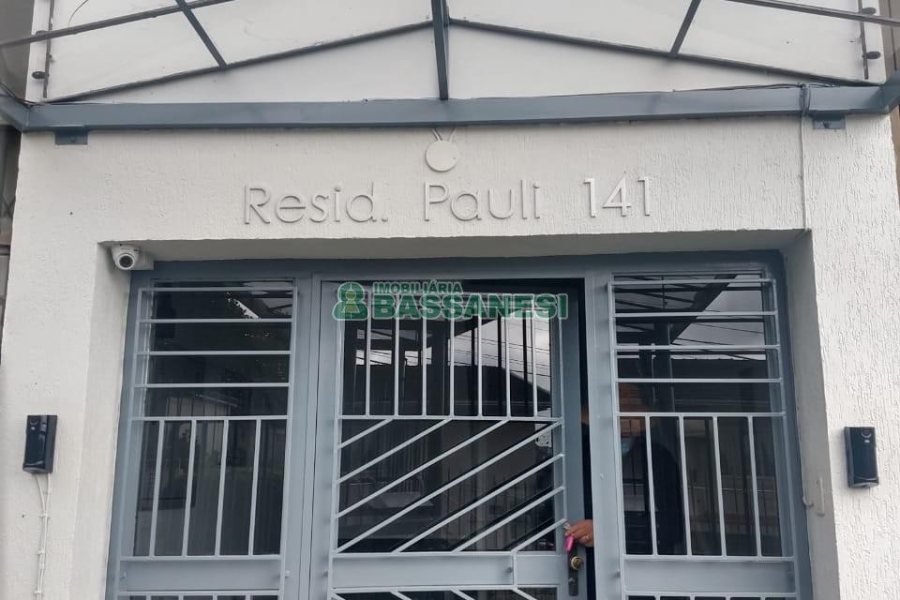 Resid. Pauli 141
IMOBILIÁRIA
BASSANESI